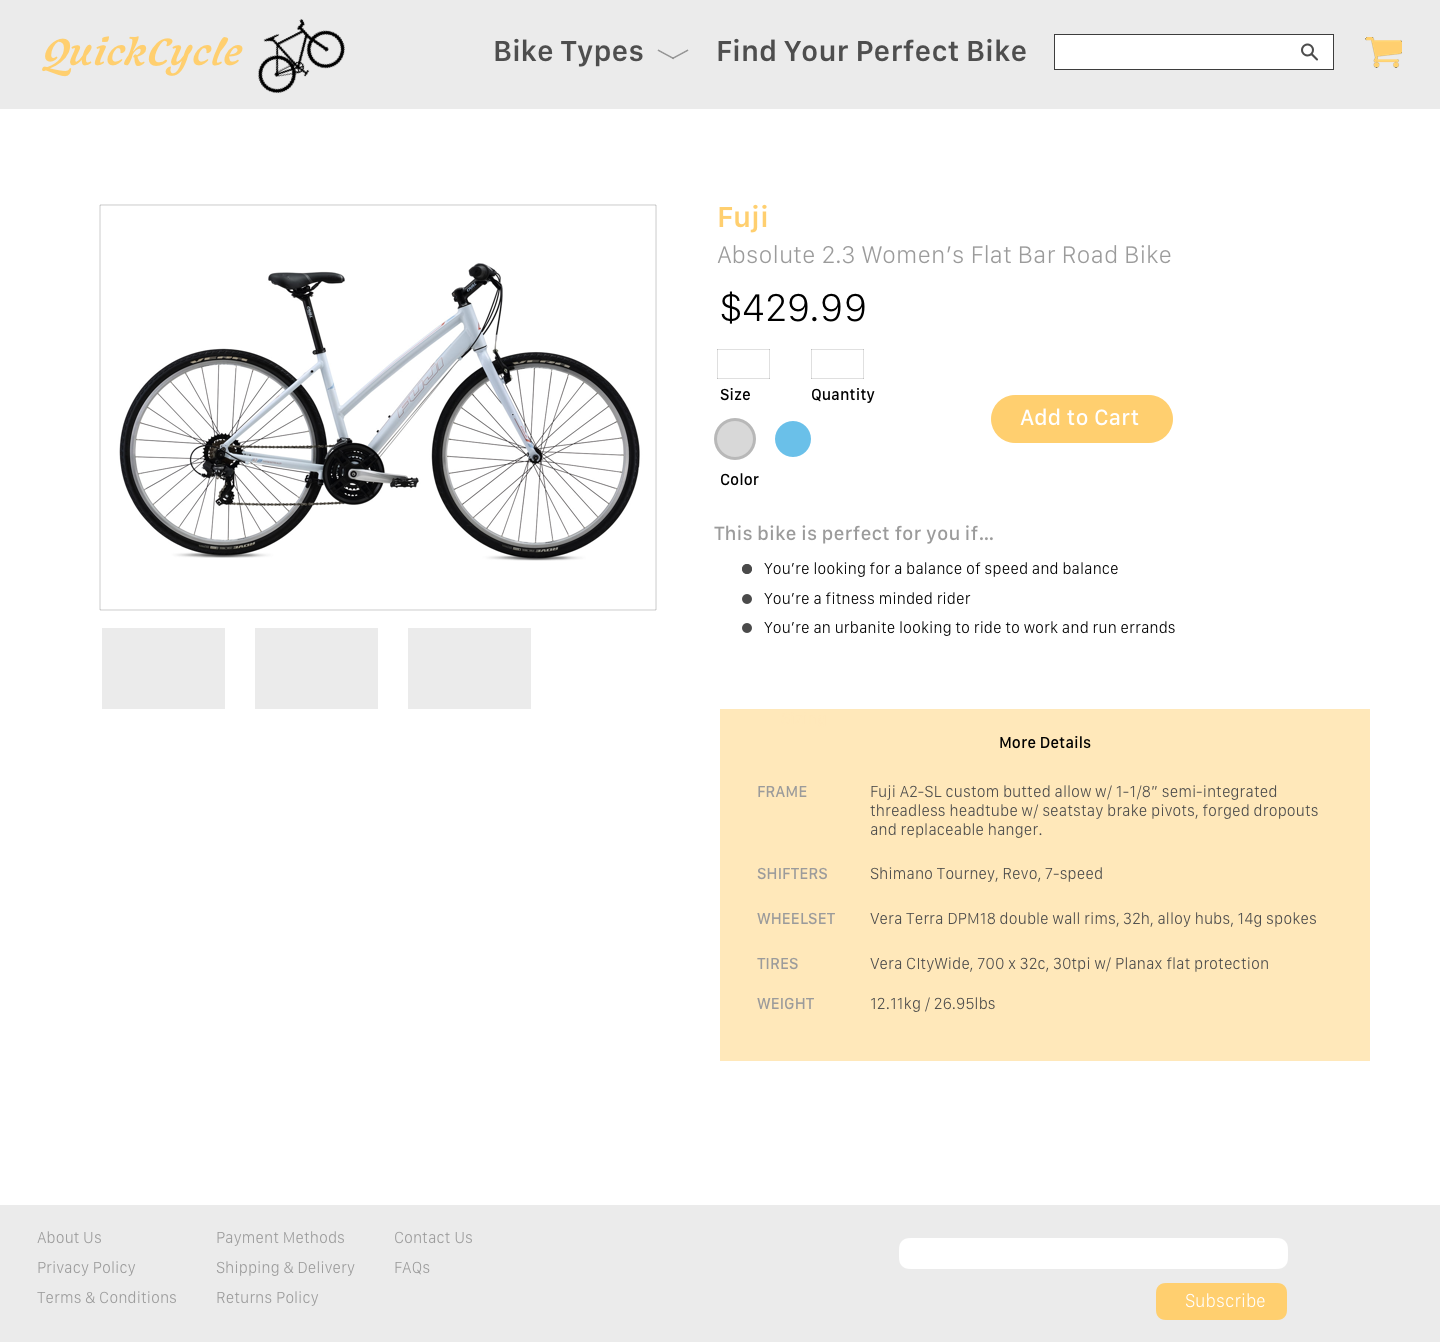 QuickCycle
Bike Types
Find Your Perfect Bike
Fuji
Absolute 2.3 Women's Flat Bar Road Bike
$429.99
Size
Quantity
Add to Cart
Color
This bike is perfect for you if...
You're looking for a balance of speed and balance
You're a fitness minded rider
You're an urbanite looking to ride to work and run errands
More Details
FRAME
Fuji A2-SL custom butted allow w/ 1-1/8" semi-integrated
threadless headtube w/ seatstay brake pivots, forged dropouts
and replaceable hanger.
SHIFTERS
Shimano Tourney, Revo, 7-speed
WHEELSET
Vera Terra DPM18 double wall rims, 32h, alloy hubs, 14g spokes
TIRES
Vera CItyWide, 700 x 32c, 30tpi w/ Planax flat protection
WEIGHT
12.11kg / 26.95lbs
About Us
Privacy Policy
Terms & Conditions
Payment Methods
Shipping & Delivery
Returns Policy
Contact Us
FAQs
Subscribe